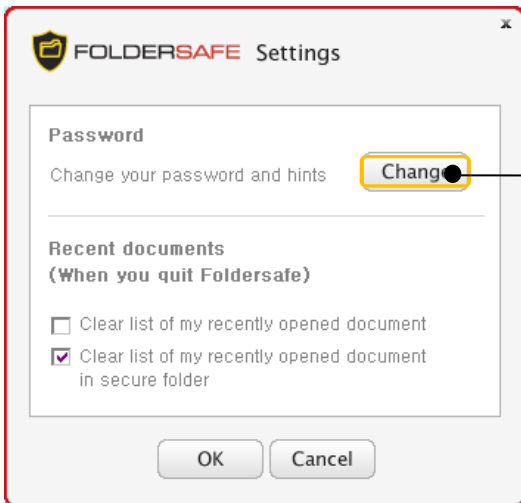 x
FOLDERSAFE Settings
Password
Change your password and hints
Change
Recent documents
(When you quit Foldersafe)
Clear list of my recently opened document
Clear list of my recently opened document
in secure folder
OK
Cancel